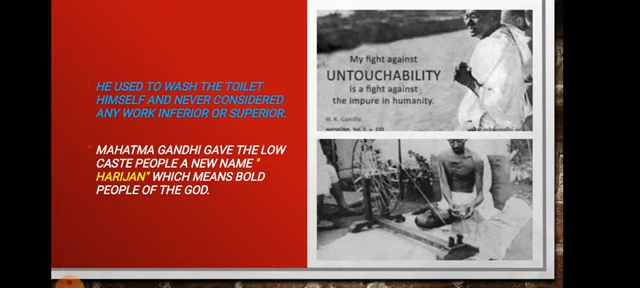 HE USED TO WASH THE TOILET
HIMSELF AND NEVER CONSIDERED
ANY WORK INFERIOR OR SUPERIOR.
MAHATMA GANDHI GAVE THE LOW
CASTE PEOPLE A NEW NAME "
HARIJAN" WHICH MEANS BOLD
PEOPLE OF THE GOD.
My fight against
UNTOUCHABILITY
is a fight against
the impure in humanity.
M. K. Gandhi